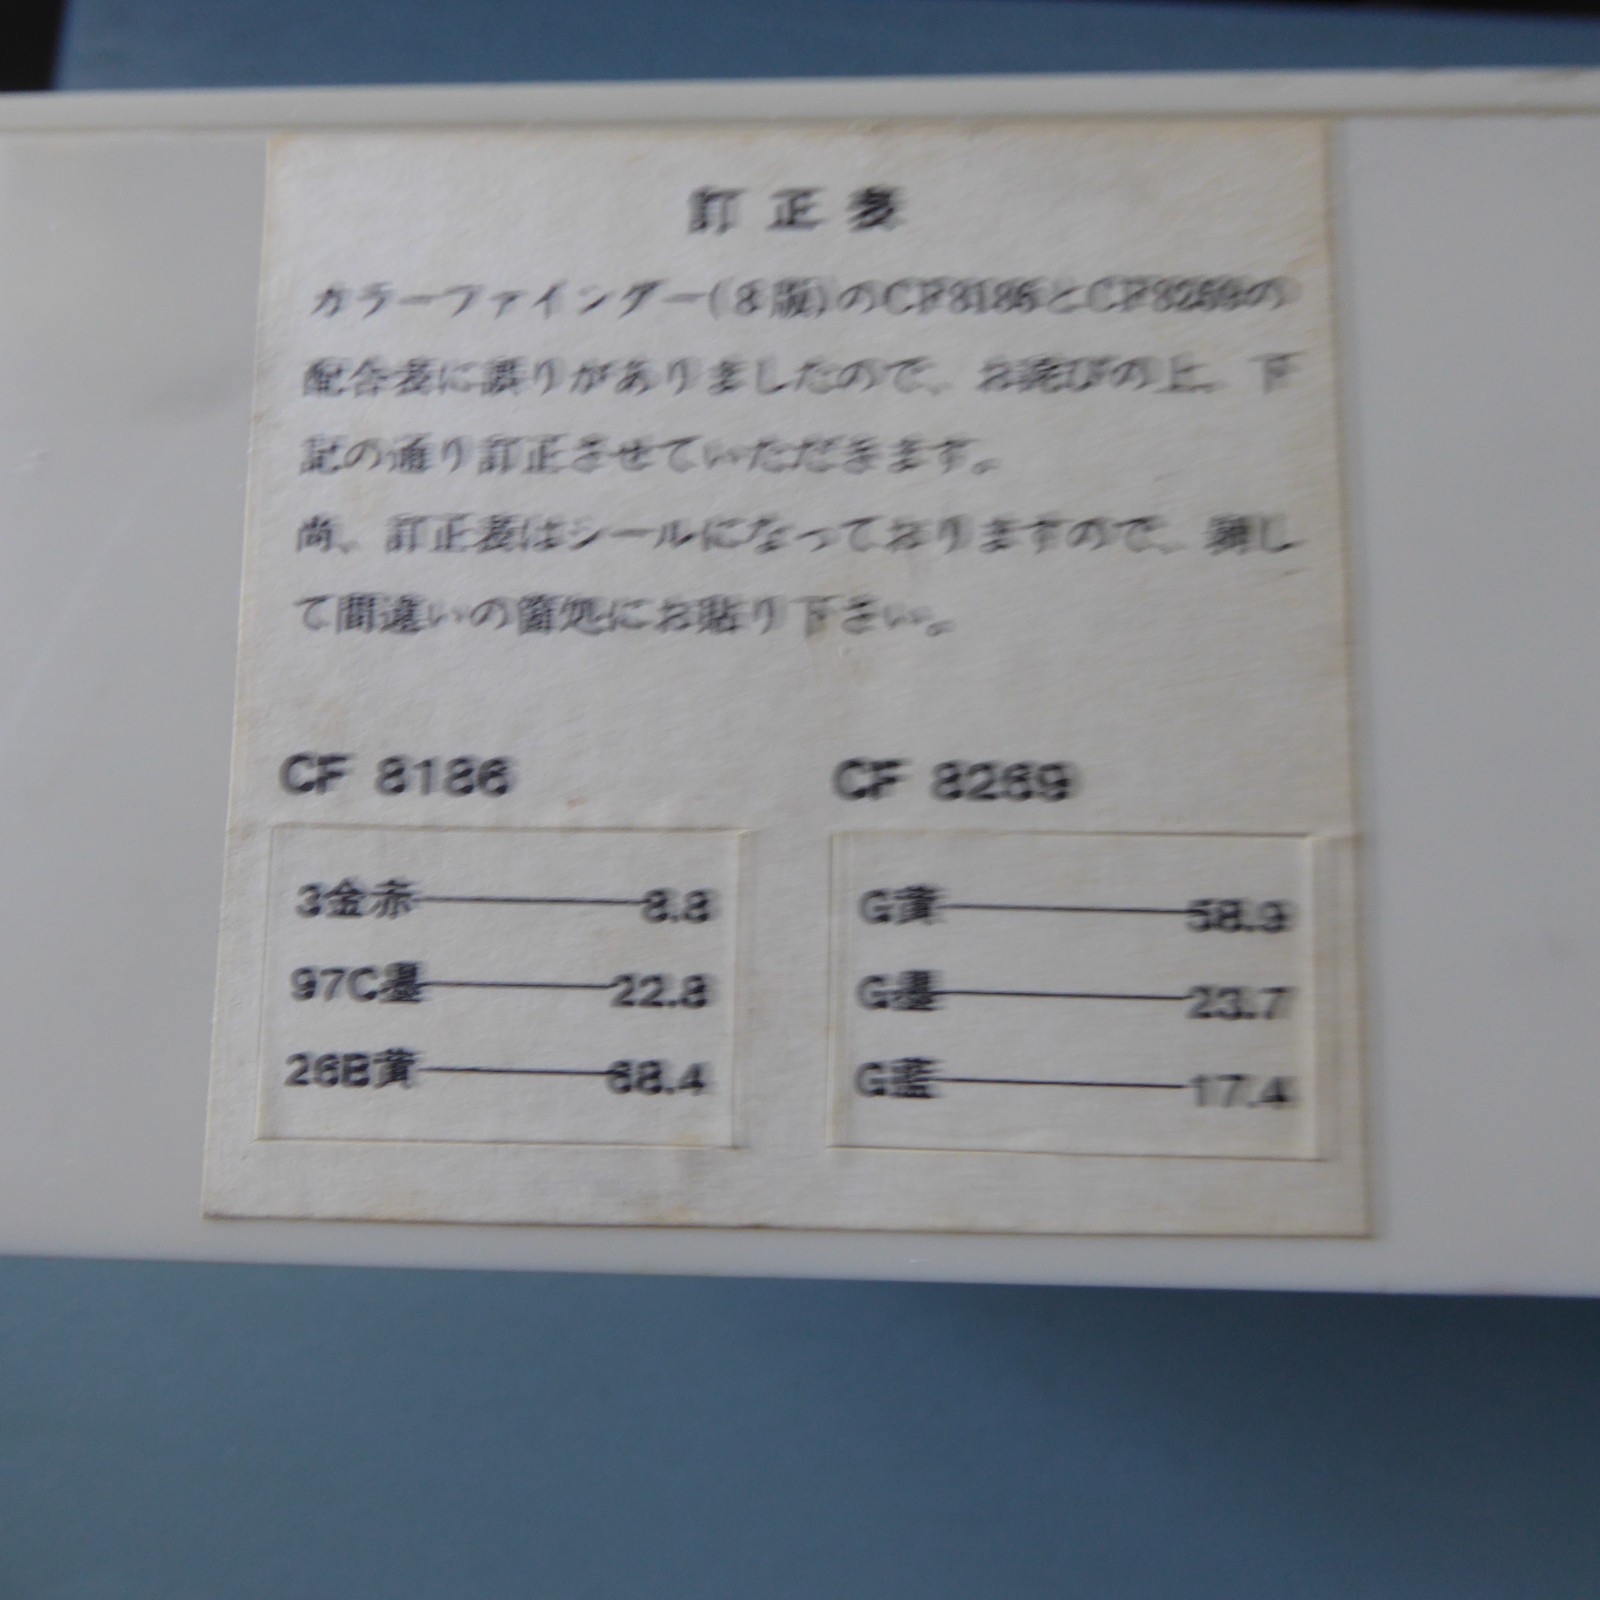 訂正表
カラーファインダー(8版)のCF8186とCF8269の
配合表に誤りがありましたので、お詫びの上、下
記の通り訂正させていただきます。
尚、訂正表はシールになっておりますので、剥し
て間違いの箇処にお貼り下さい。
CF 8186
CF 8269
3金赤 8.8
97C墨 22.8
26B黄 68.4
G黄 58.9
G墨 23.7
G藍 17.4